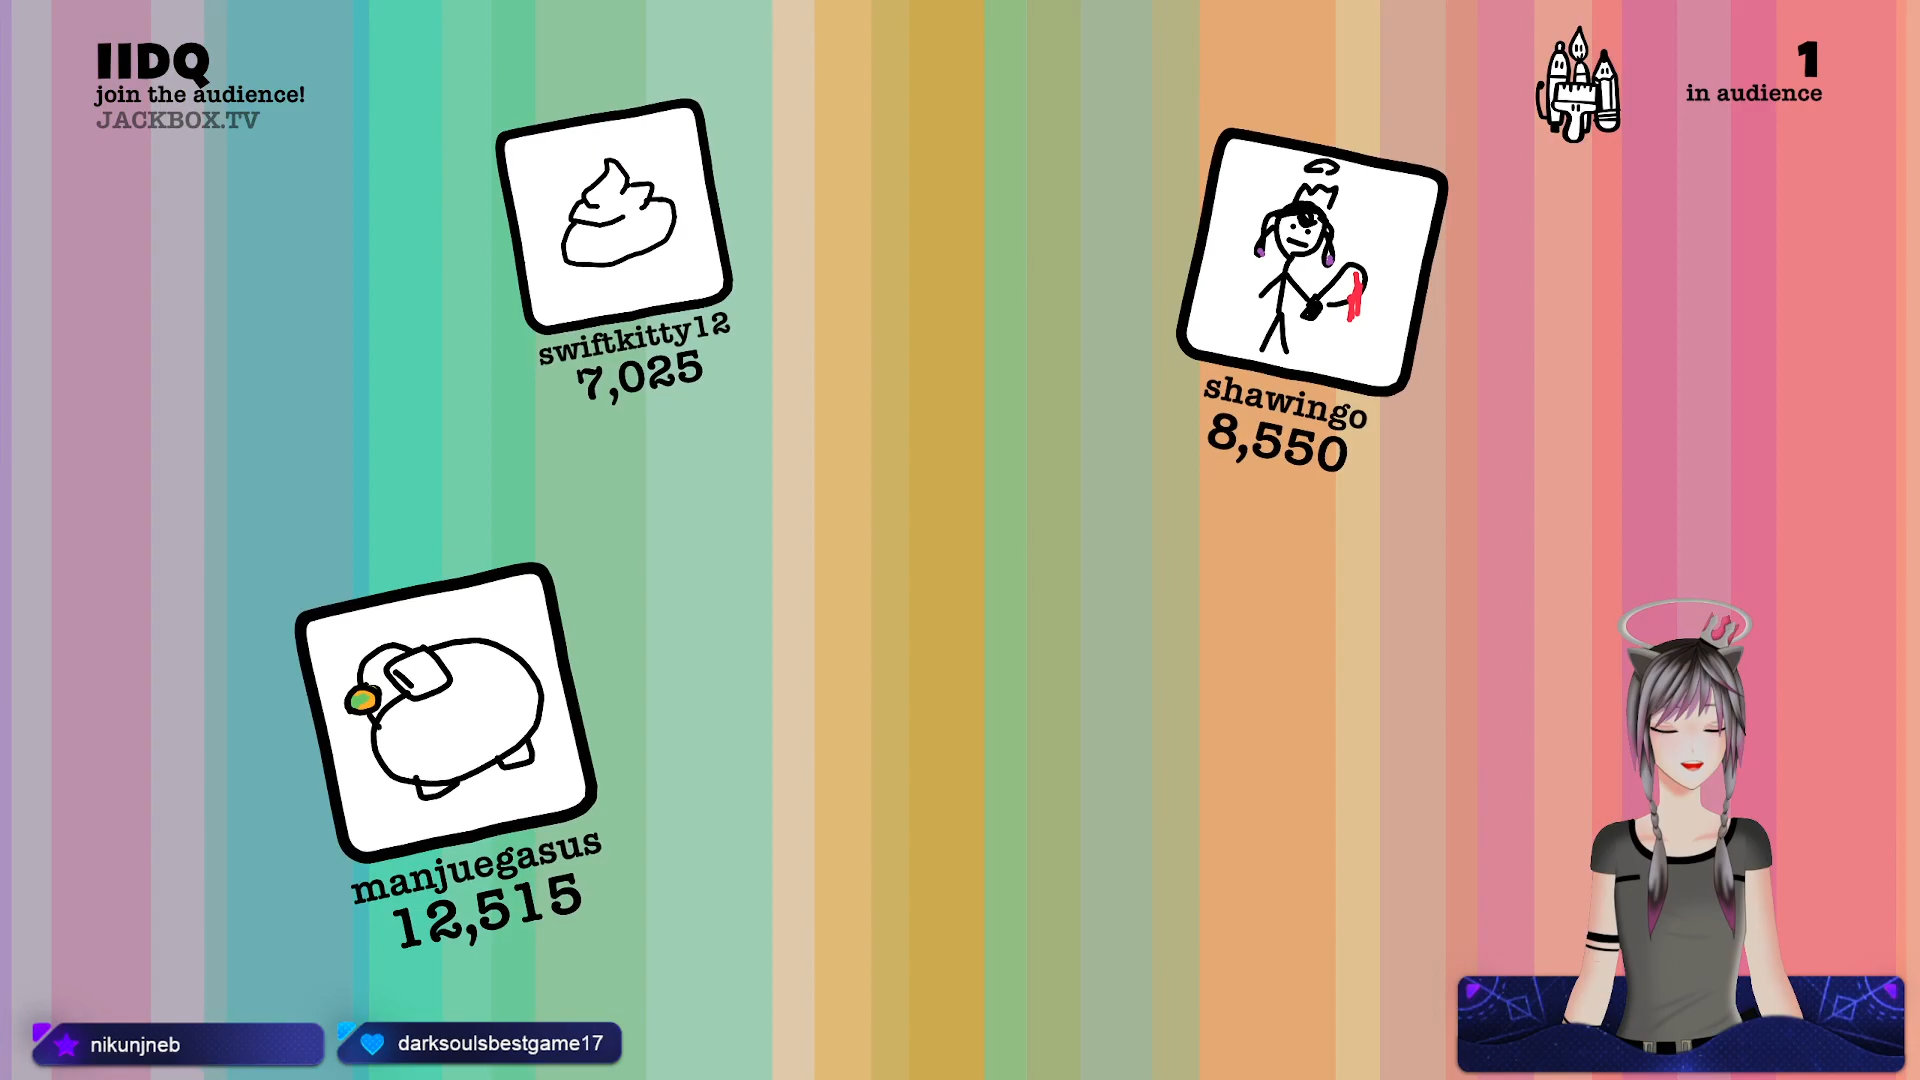 IIDQ
join the audience!
JACKBOX.TV
1
in audience
swiftkitty12
7,025
shawingo
8,550
manjuegasus
12,515
nikunjneb
darksoulsbestgame17